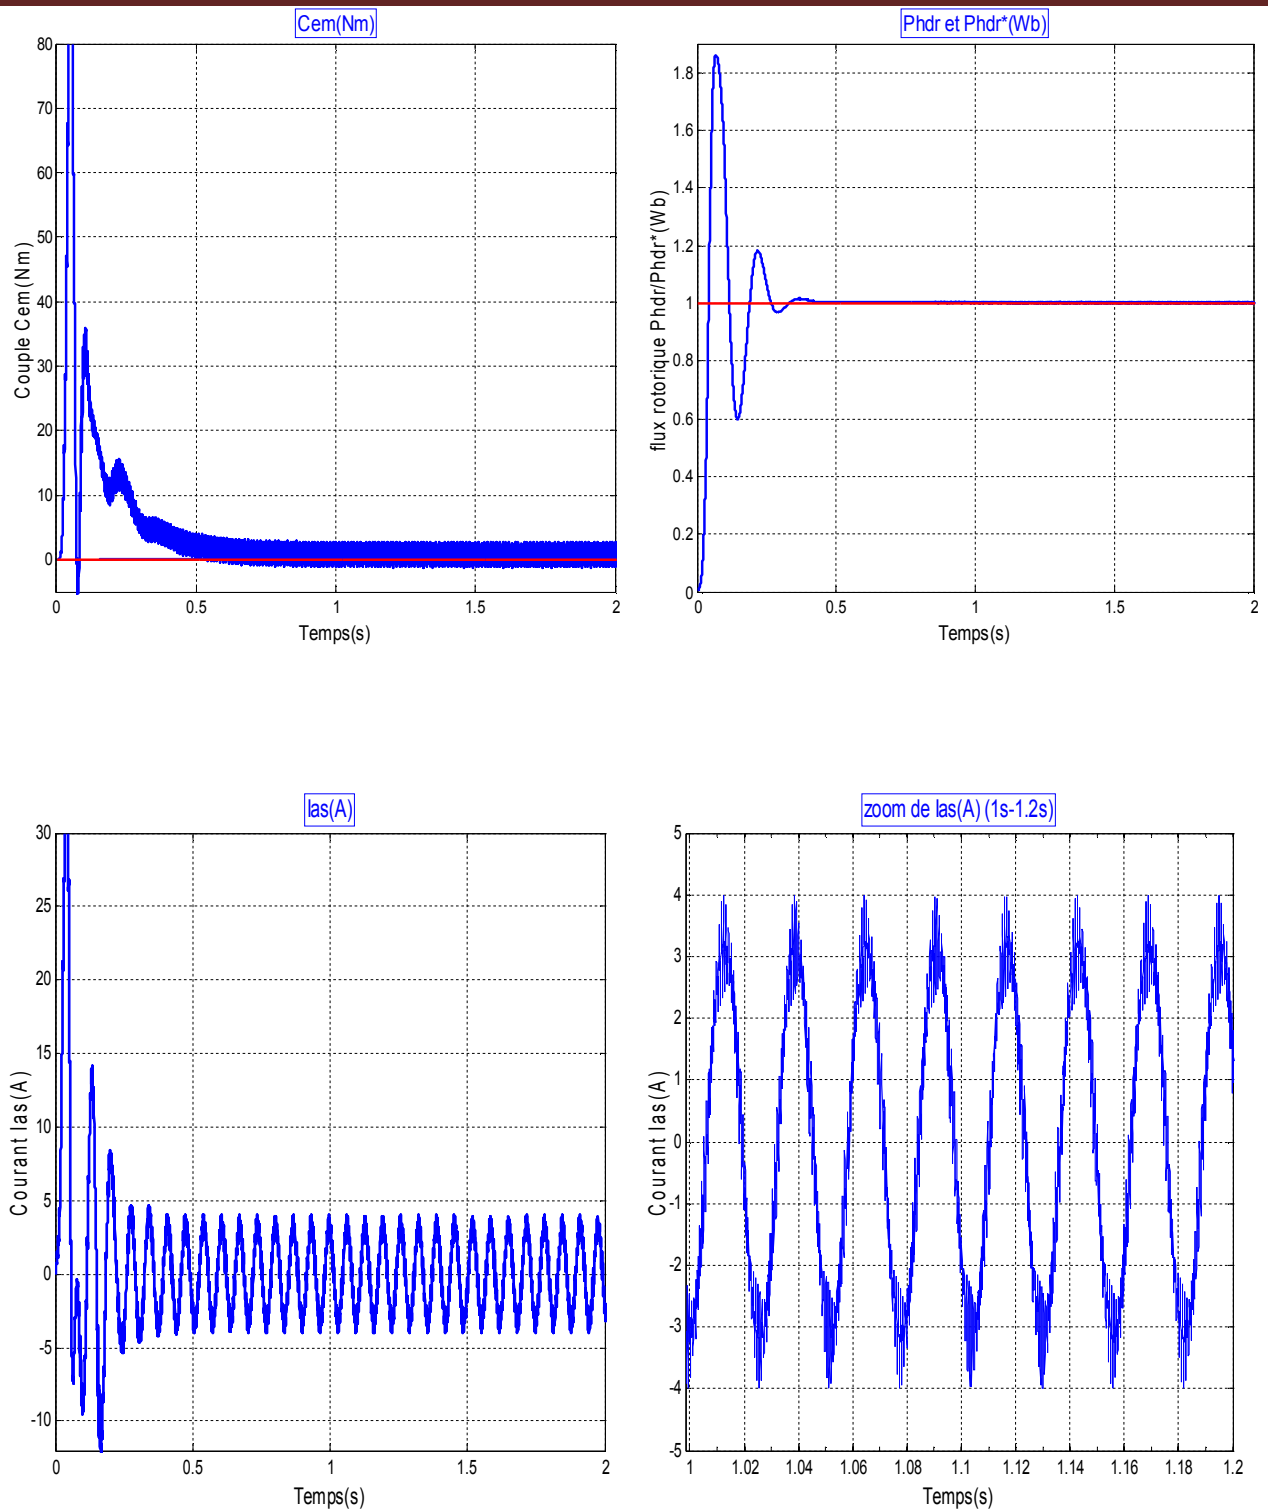 Cem(Nm)
80
70
60
50
40
30
20
10
0
Couple Cem(Nm)
0 0.5 1 1.5 2
Temps(s)
Phdr et Phdr*(Wb)
1.8
1.6
1.4
1.2
1
0.8
0.6
0.4
0.2
0
flux rotorique Phdr/Phdr*(Wb)
0 0.5 1 1.5 2
Temps(s)
Ias(A)
30
25
20
15
10
5
0
-5
-10
Courant Ias(A)
0 0.5 1 1.5 2
Temps(s)
zoom de Ias(A) (1s-1.2s)
5
4
3
2
1
0
-1
-2
-3
-4
-5
Courant Ias(A)
1 1.02 1.04 1.06 1.08 1.1 1.12 1.14 1.16 1.18 1.2
Temps(s)